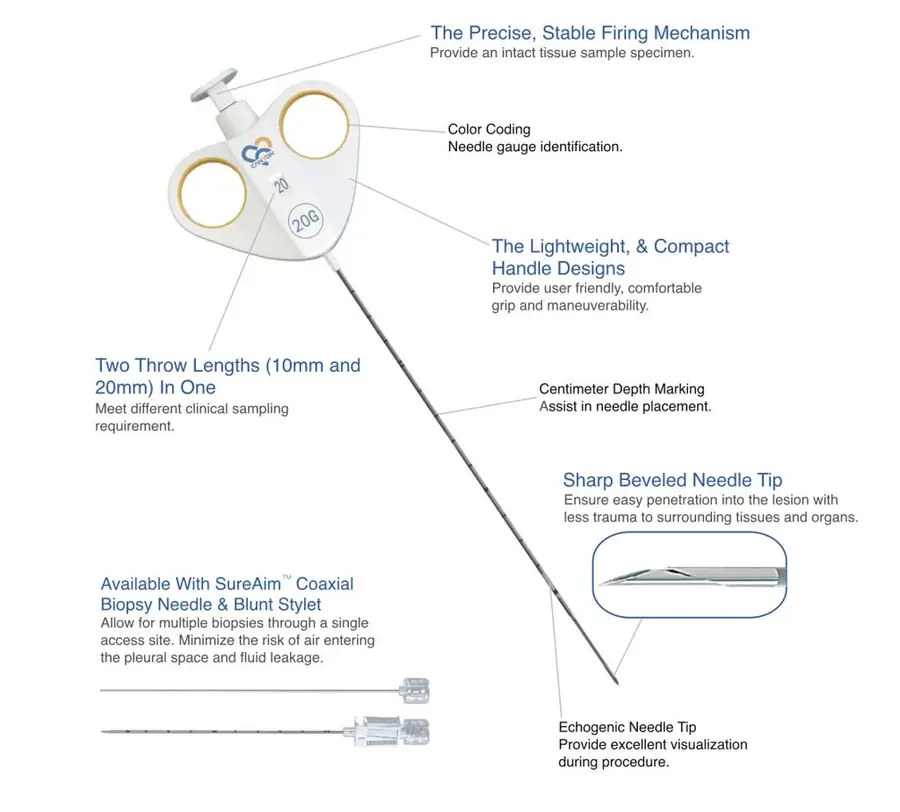 The Precise, Stable Firing Mechanism
Provide an intact tissue sample specimen.
Color Coding
Needle gauge identification.
20
20G
The Lightweight, & Compact
Handle Designs
Provide user friendly, comfortable
grip and maneuverability.
Two Throw Lengths (10mm and
20mm) In One
Meet different clinical sampling
requirement.
Centimeter Depth Marking
Assist in needle placement.
Sharp Beveled Needle Tip
Ensure easy penetration into the lesion with
less trauma to surrounding tissues and organs.
Available With SureAim™ Coaxial
Biopsy Needle & Blunt Stylet
Allow for multiple biopsies through a single
access site. Minimize the risk of air entering
the pleural space and fluid leakage.
Echogenic Needle Tip
Provide excellent visualization
during procedure.